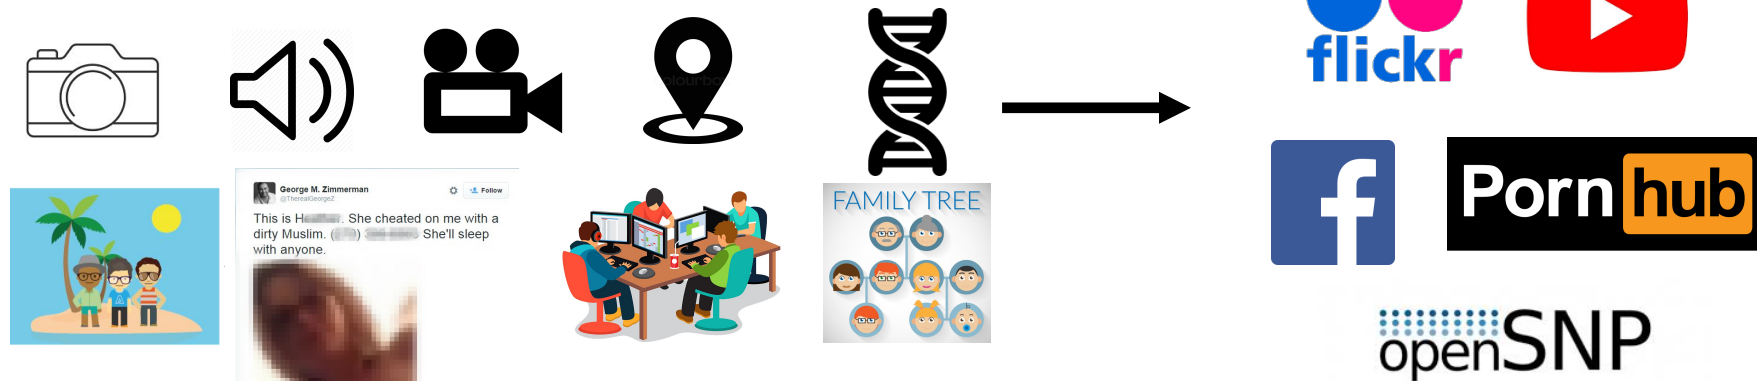 flickr
George M. Zimmerman
@TherealGeorgeZ
Follow
This is H. She cheated on me with a
dirty Muslim. ( ) She'll sleep
with anyone.
FAMILY TREE
f
Porn hub
openSNP